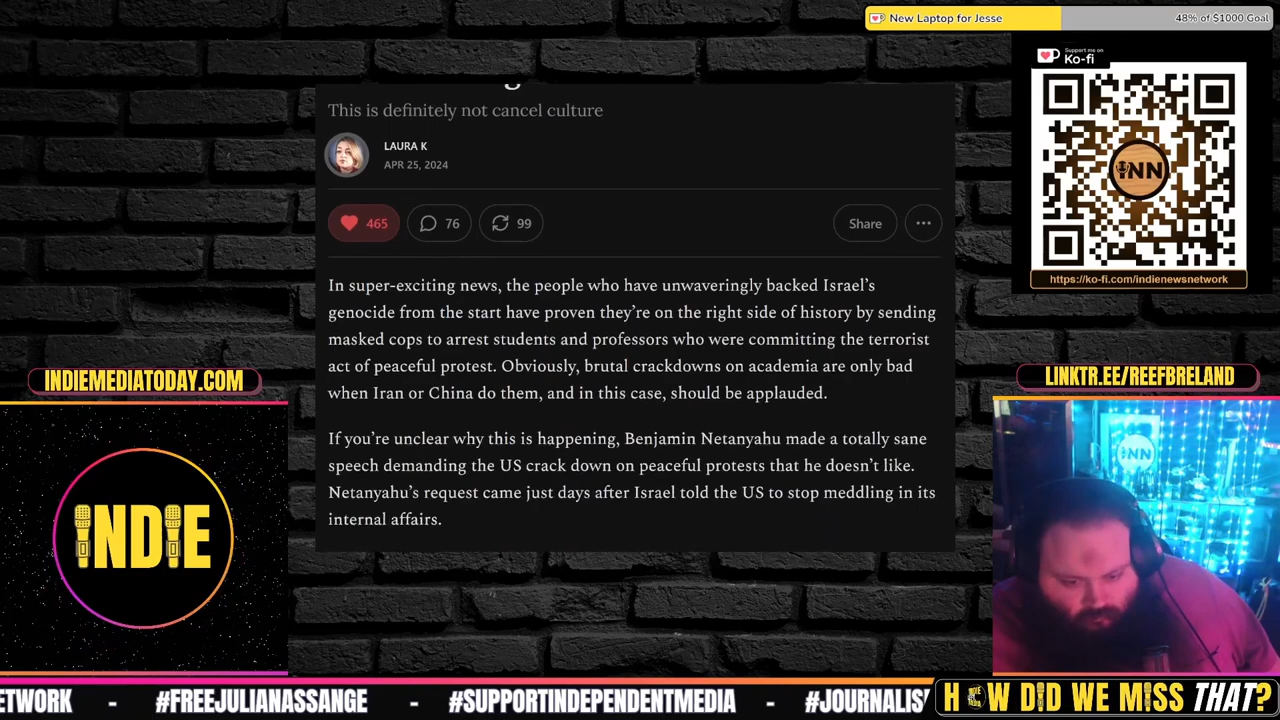 New Laptop for Jesse
48% of $1000 Goal
Support me on
Ko-fi
This is definitely not cancel culture
LAURA K
APR 25, 2024
465
76
99
Share
iNN
https://ko-fi.com/indienewsnetwork
In super-exciting news, the people who have unwaveringly backed Israel’s
genocide from the start have proven they’re on the right side of history by sending
masked cops to arrest students and professors who were committing the terrorist
act of peaceful protest. Obviously, brutal crackdowns on academia are only bad
when Iran or China do them, and in this case, should be applauded.
If you’re unclear why this is happening, Benjamin Netanyahu made a totally sane
speech demanding the US crack down on peaceful protests that he doesn’t like.
Netanyahu’s request came just days after Israel told the US to stop meddling in its
internal affairs.
INDIEMEDIATODAY.COM
LINKTR.EE/REEFBRELAND
INDIE
iNN
ETWORK - #FREEJULIANASSANGE - #SUPPORTINDEPENDENTMEDIA - #JOURNALIS
HOW DID WE MISS THAT?